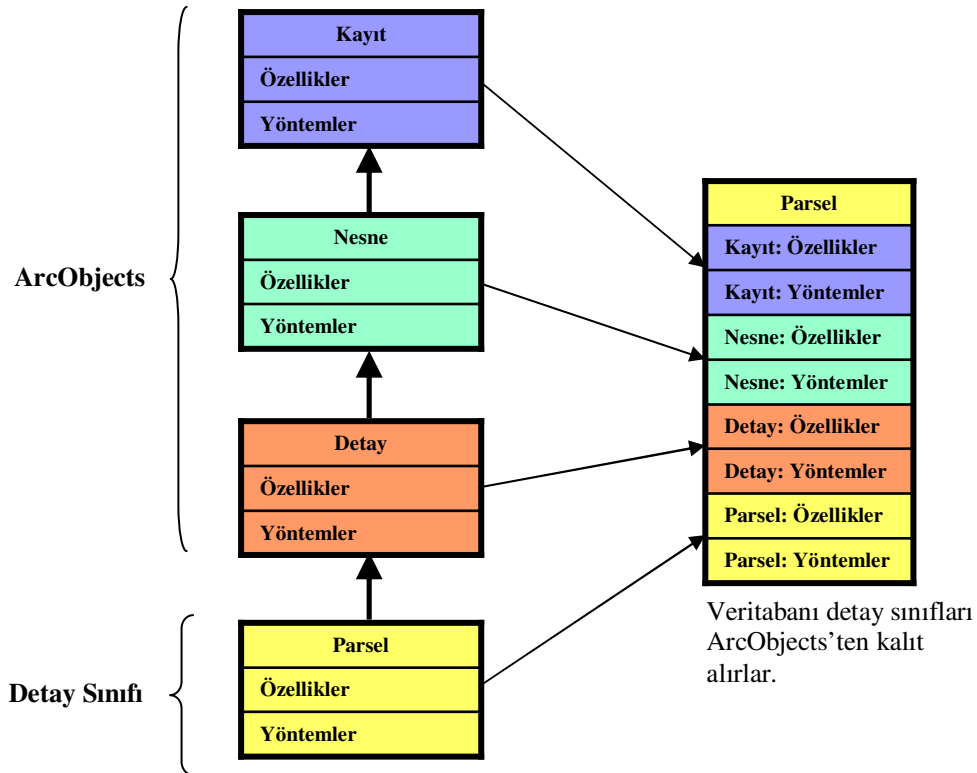 Kayıt
Özellikler
Yöntemler
ArcObjects
Nesne
Özellikler
Yöntemler
Detay
Özellikler
Yöntemler
Detay Sınıfı
Parsel
Özellikler
Yöntemler
Parsel
Kayıt: Özellikler
Kayıt: Yöntemler
Nesne: Özellikler
Nesne: Yöntemler
Detay: Özellikler
Detay: Yöntemler
Parsel: Özellikler
Parsel: Yöntemler
Veritabanı detay sınıfları
ArcObjects’ten kalıt
alırlar.